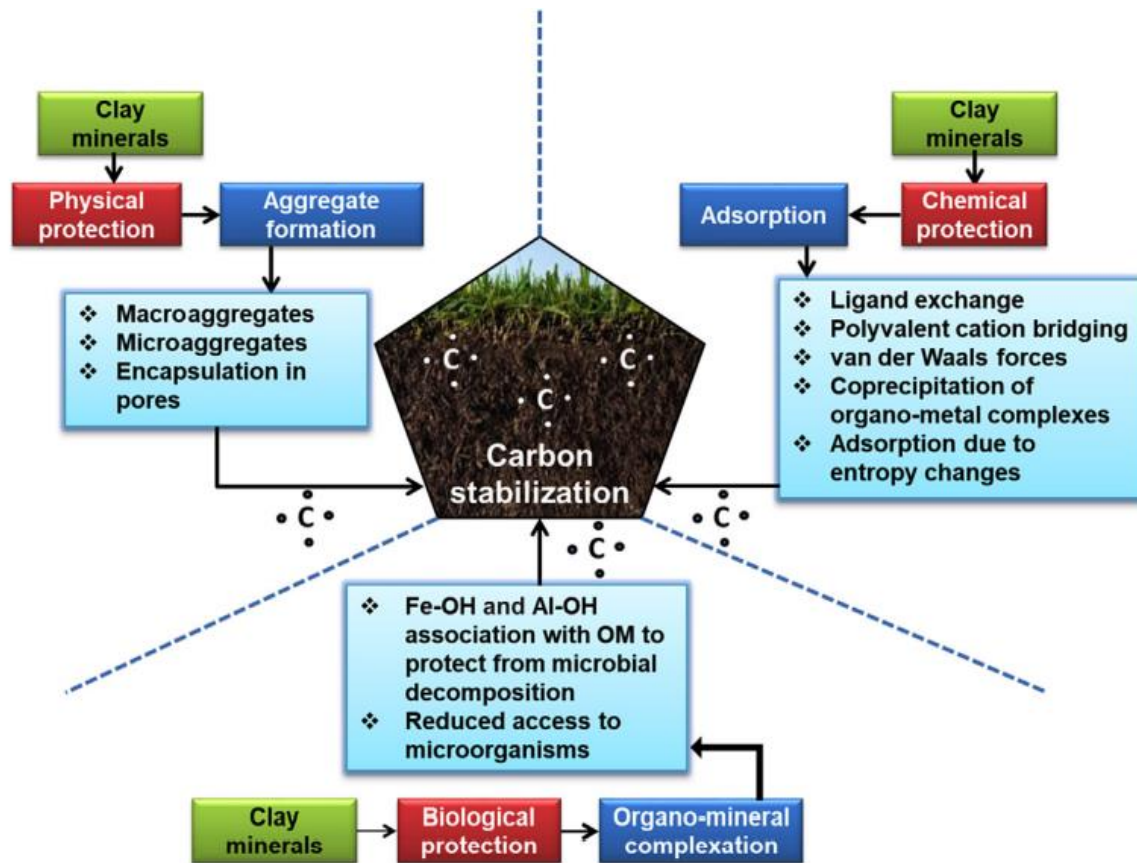 Clay
minerals
Physical
protection
Aggregate
formation
❖ Macroaggregates
❖ Microaggregates
❖ Encapsulation in
pores
C
Clay
minerals
Chemical
protection
Adsorption
❖ Ligand exchange
❖ Polyvalent cation bridging
❖ van der Waals forces
❖ Coprecipitation of
organo-metal complexes
❖ Adsorption due to
entropy changes
C
C
C
C
Carbon
stabilization
C
❖ Fe-OH and Al-OH
association with OM to
protect from microbial
decomposition
❖ Reduced access to
microorganisms
Clay
minerals
Biological
protection
Organo-mineral
complexation